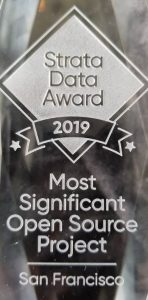 Strata
Data
Award
2019
Most
Significant
Open Source
Project
San Francisco